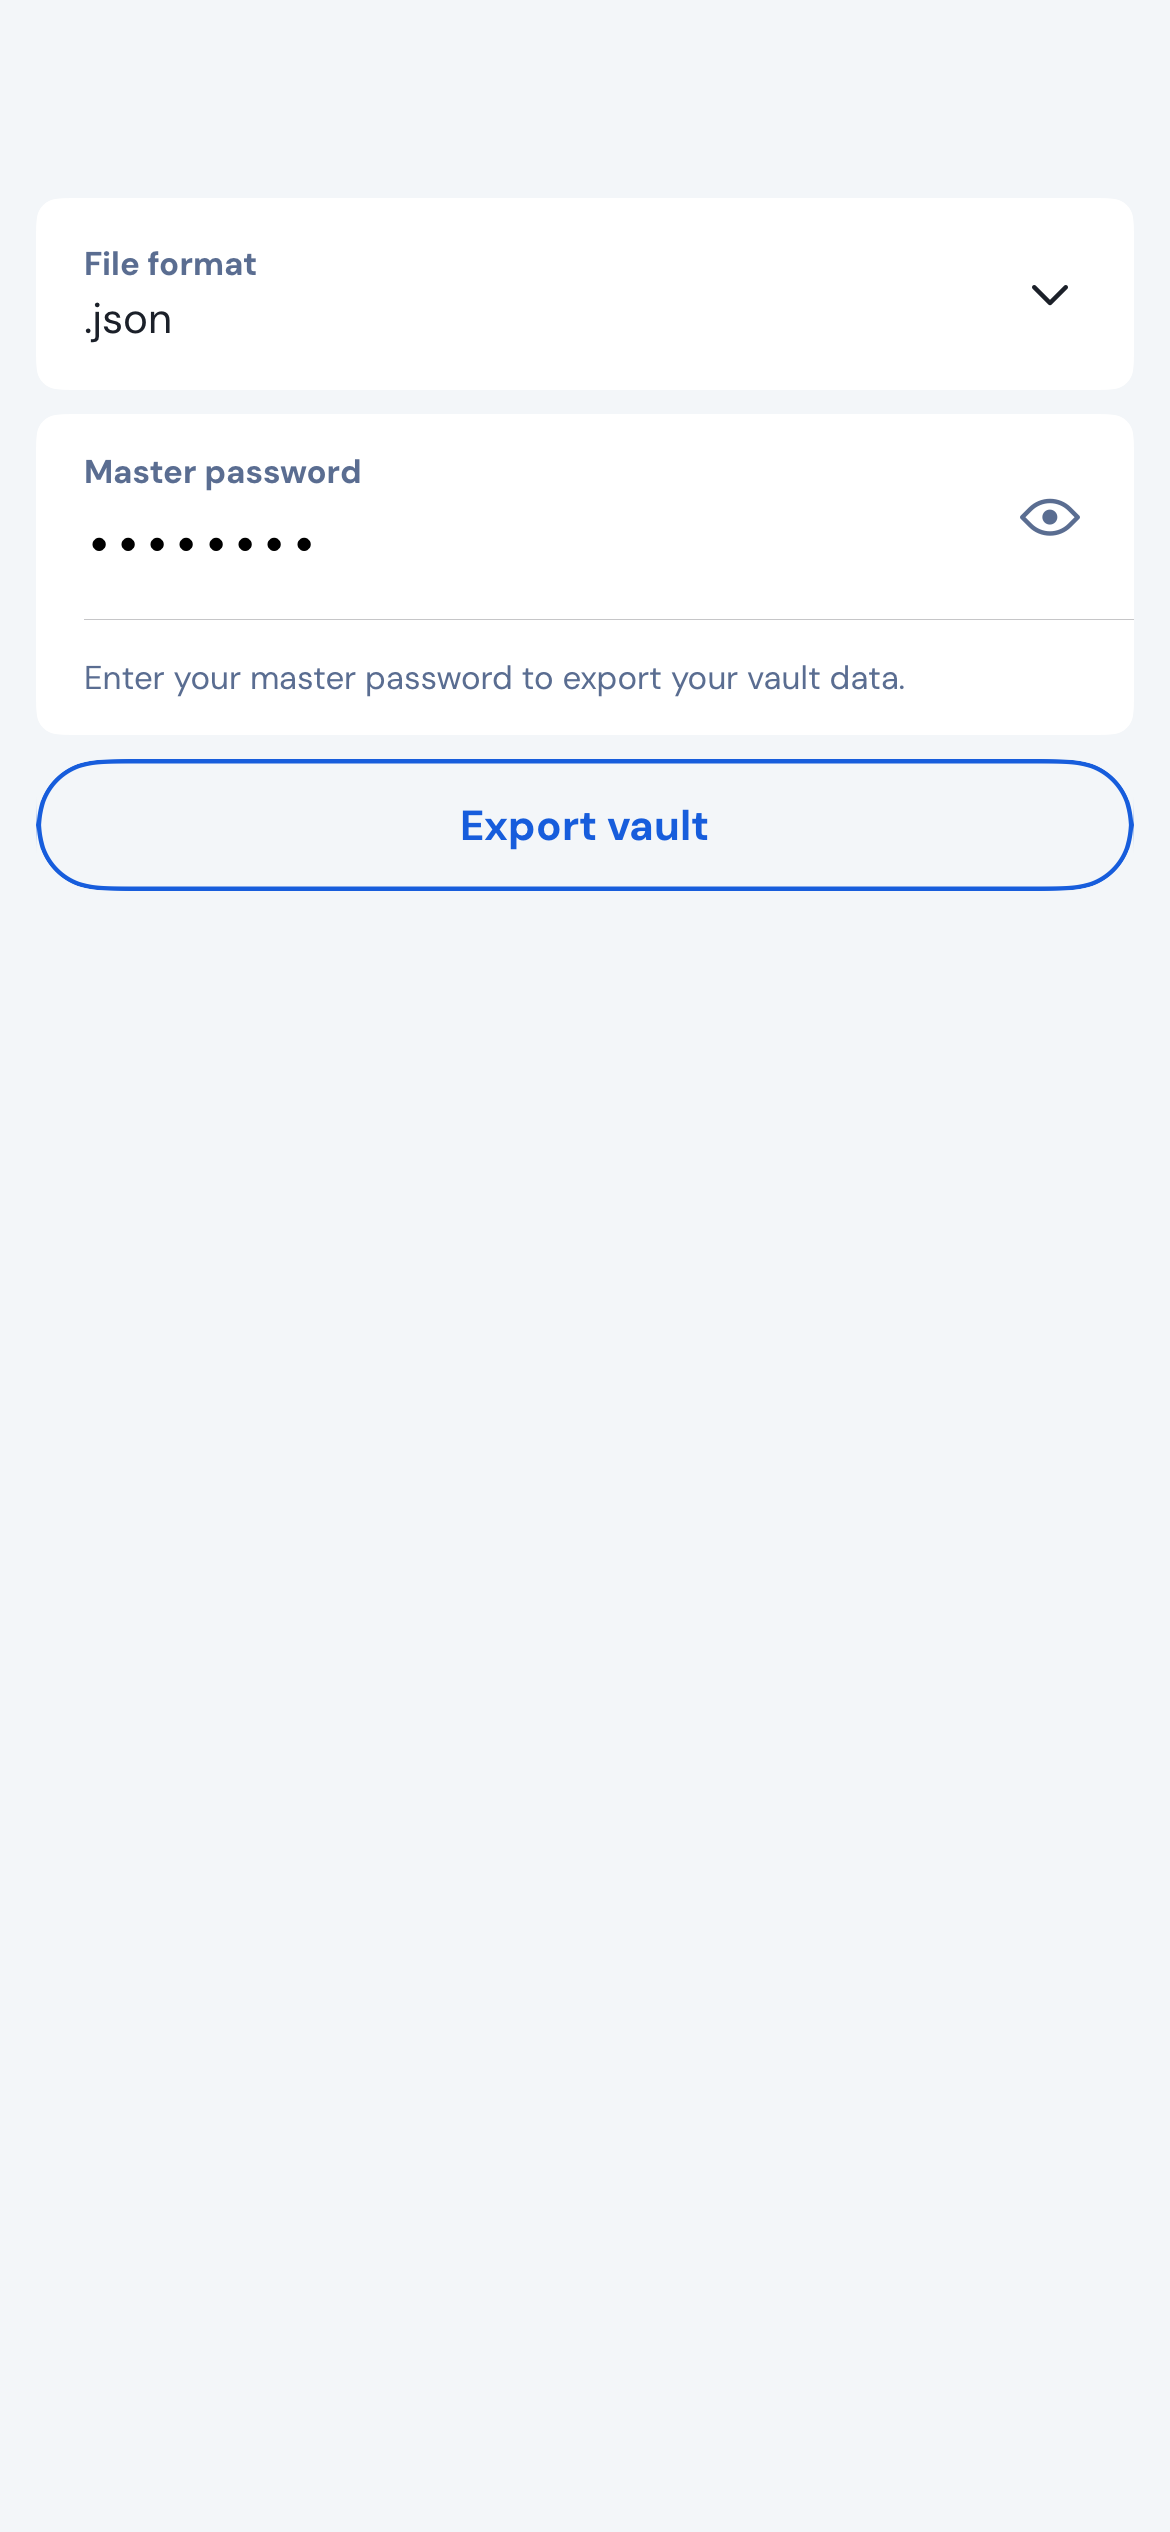 File format
.json
Master password
••••••••
Enter your master password to export your vault data.
Export vault